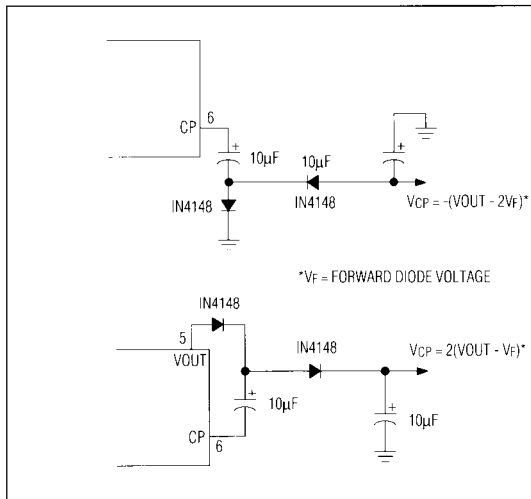 6
CP
+
+
10µF
10µF
IN4148
IN4148
VCP = -(VOUT - 2VF)*
*VF = FORWARD DIODE VOLTAGE
IN4148
5
VOUT
IN4148
VCP = 2(VOUT - VF)*
+
10µF
+
10µF
CP
6